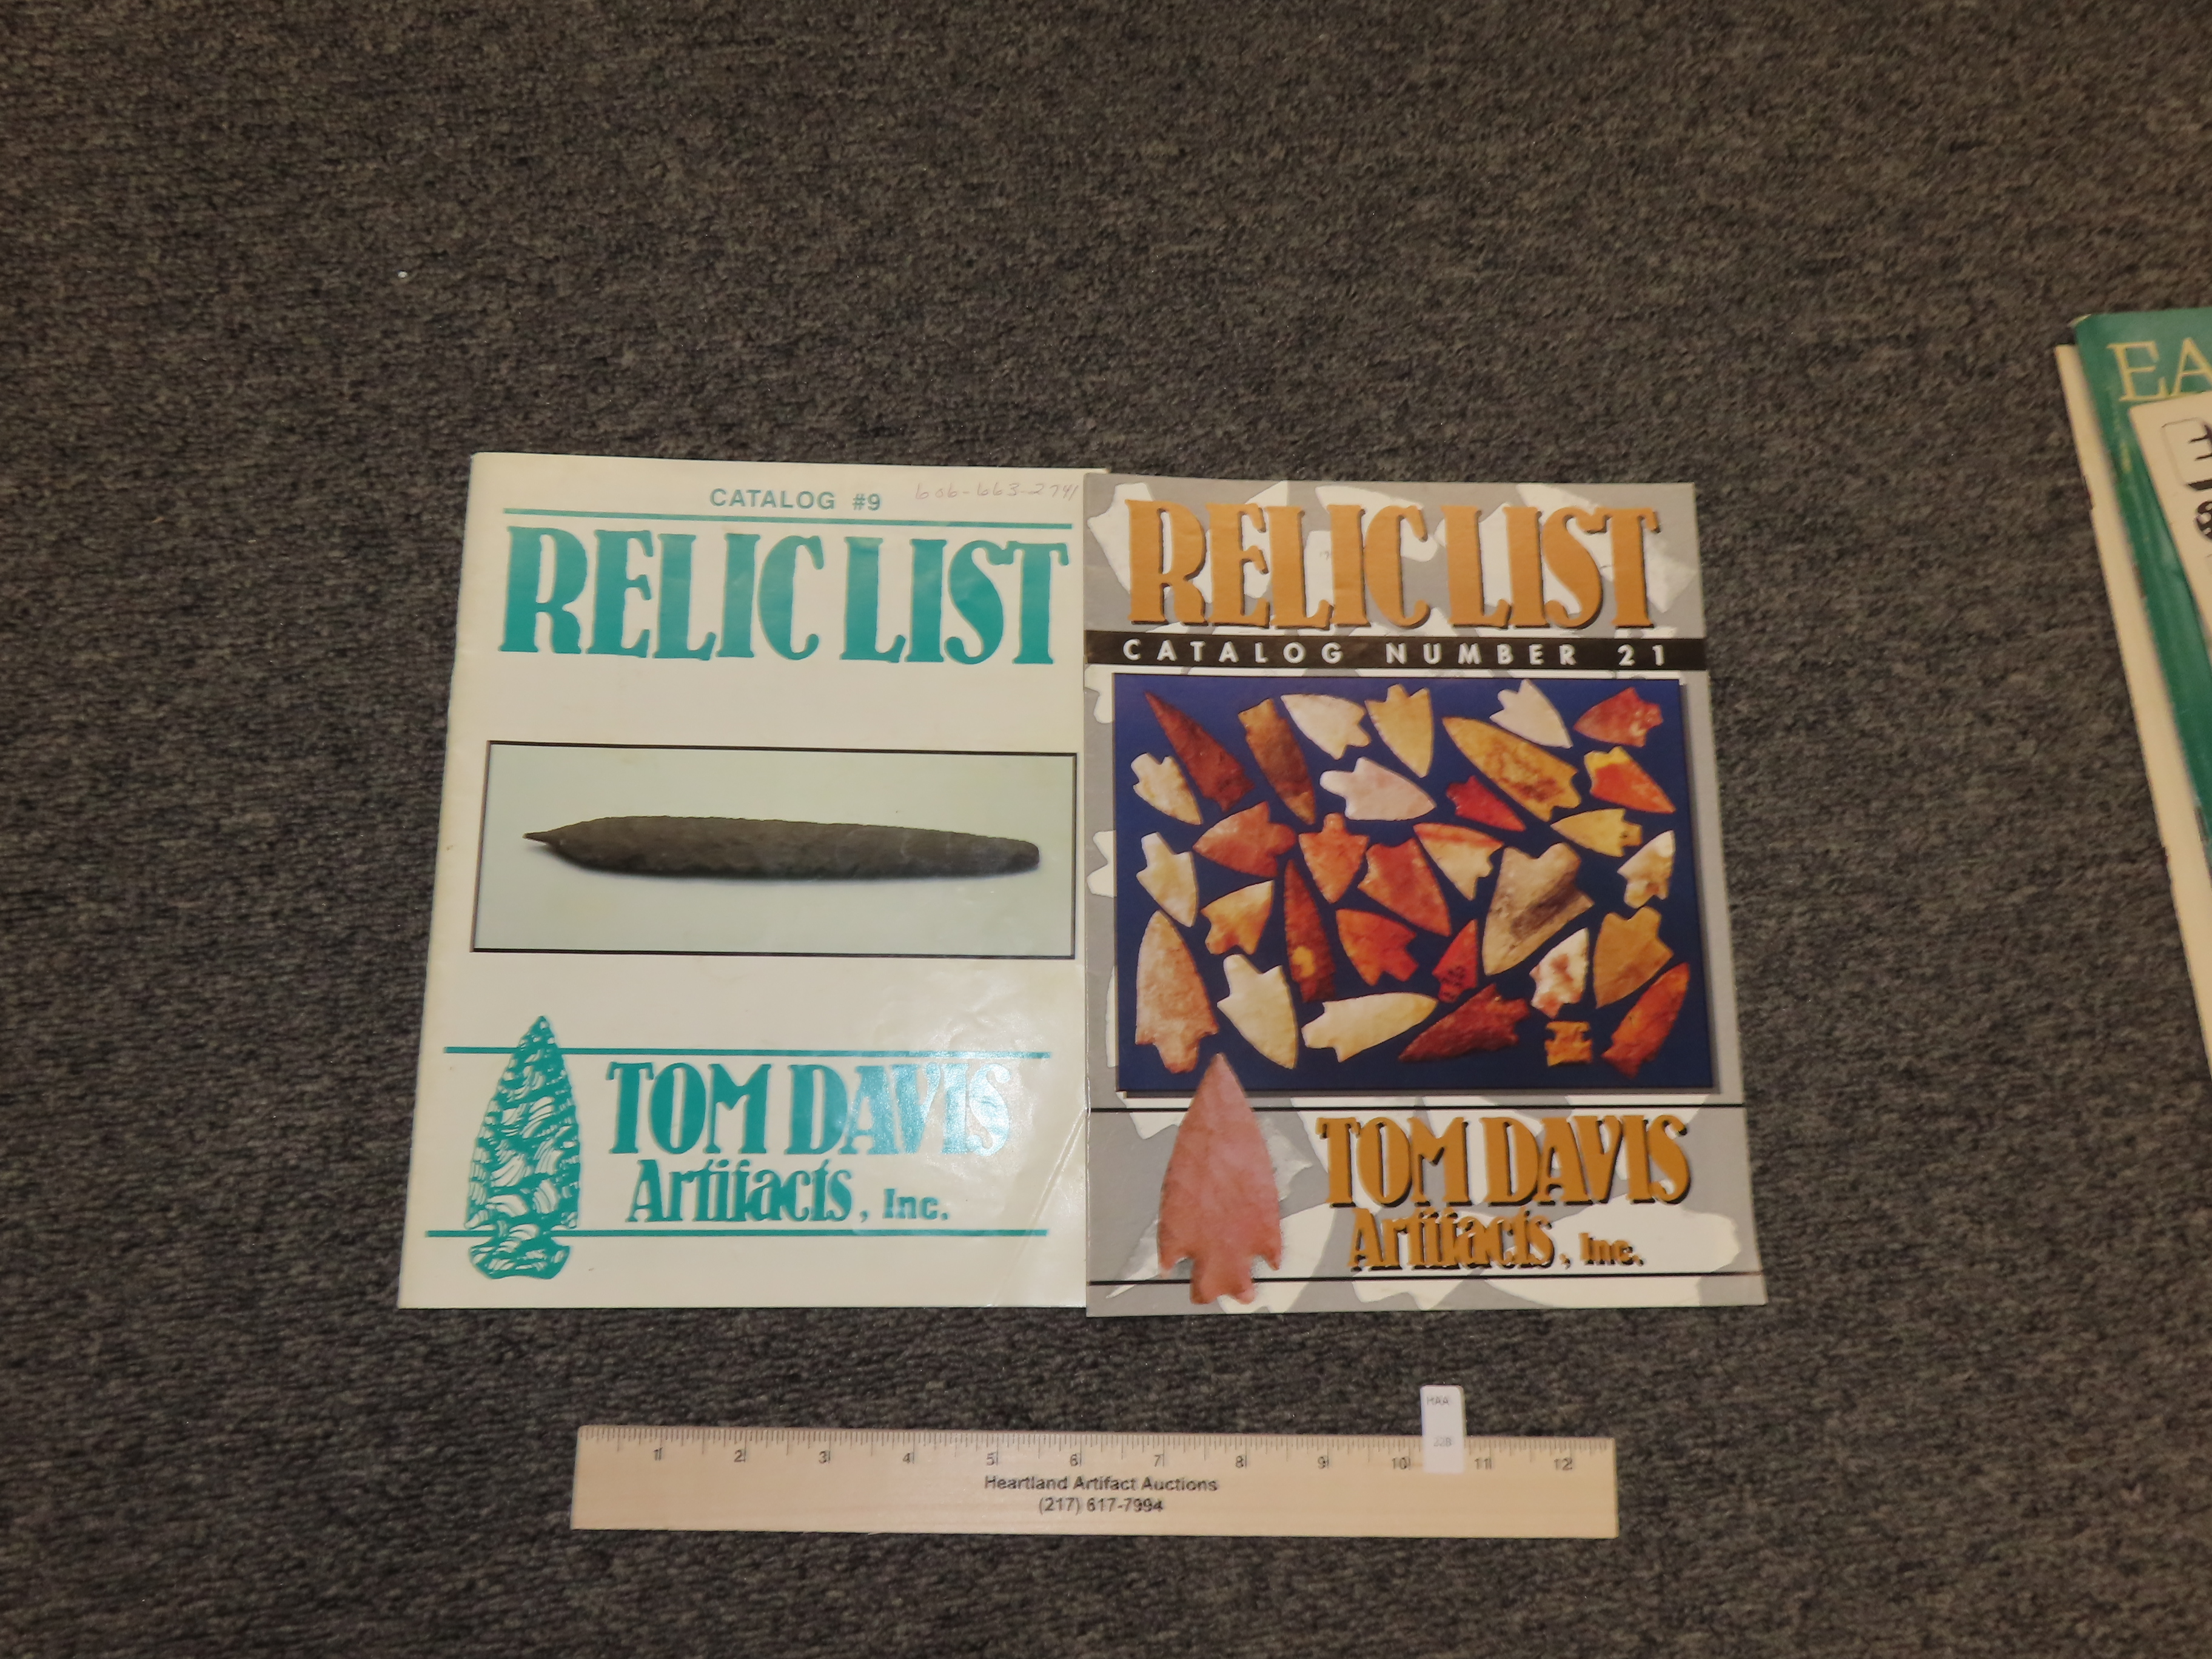 CATALOG #9
606-663-2741
RELIC LIST
TOM DAVIS
Artifacts, Inc.
RELIC LIST
CATALOG NUMBER 21
TOM DAVIS
Artifacts, Inc.
EA
HAA
1 2 3 4 5 6 7 8 9 10 11 12
Heartland Artifact Auctions
(217) 617-7994